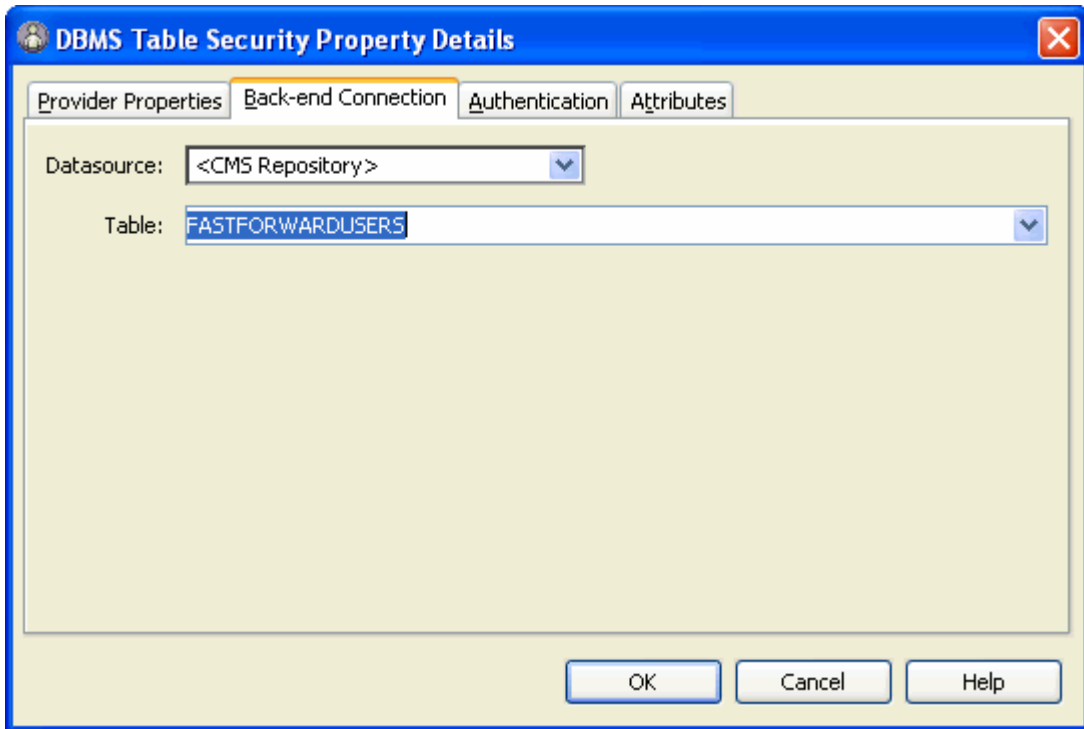 DBMS Table Security Property Details
Provider Properties Back-end Connection Authentication Attributes
Datasource: <CMS Repository>
Table: FASTFORWARDUSERS
OK Cancel Help